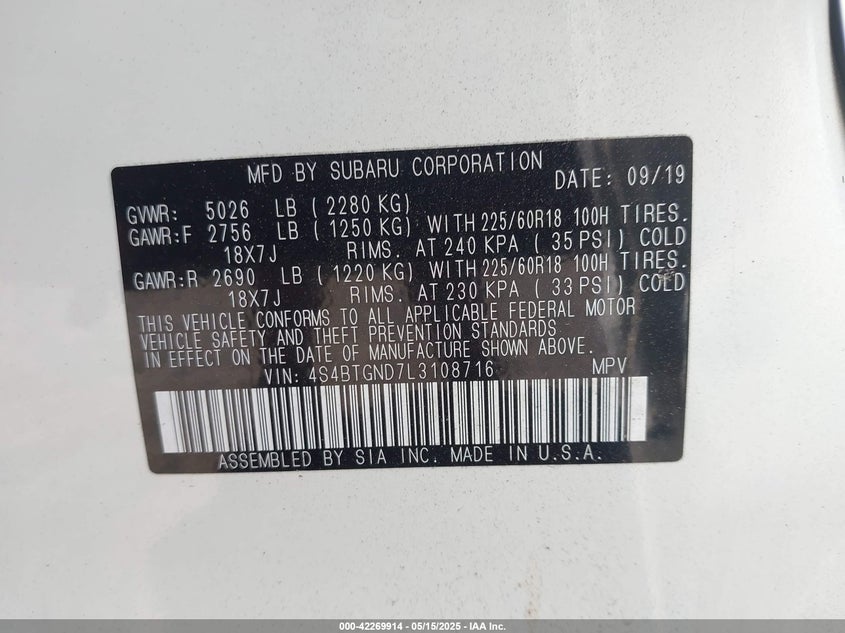 MFD BY SUBARU CORPORATION DATE: 09/19
GVWR: 5026 LB ( 2280 KG)
GAWR:F 2756 LB ( 1250 KG) WITH 225/60R18 100H TIRES.
18X7J RIMS. AT 240 KPA ( 35 PSI) COLD
GAWR:R 2690 LB ( 1220 KG) WITH 225/60R18 100H TIRES.
18X7J RIMS. AT 230 KPA ( 33 PSI) COLD
THIS VEHICLE CONFORMS TO ALL APPLICABLE FEDERAL MOTOR
VEHICLE SAFETY AND THEFT PREVENTION STANDARDS
IN EFFECT ON THE DATE OF MANUFACTURE SHOWN ABOVE.
VIN: 4S4BTGND7L3108716 MPV
ASSEMBLED BY SIA INC. MADE IN U.S.A.
000-42269914 - 05/15/2025 - IAA Inc.